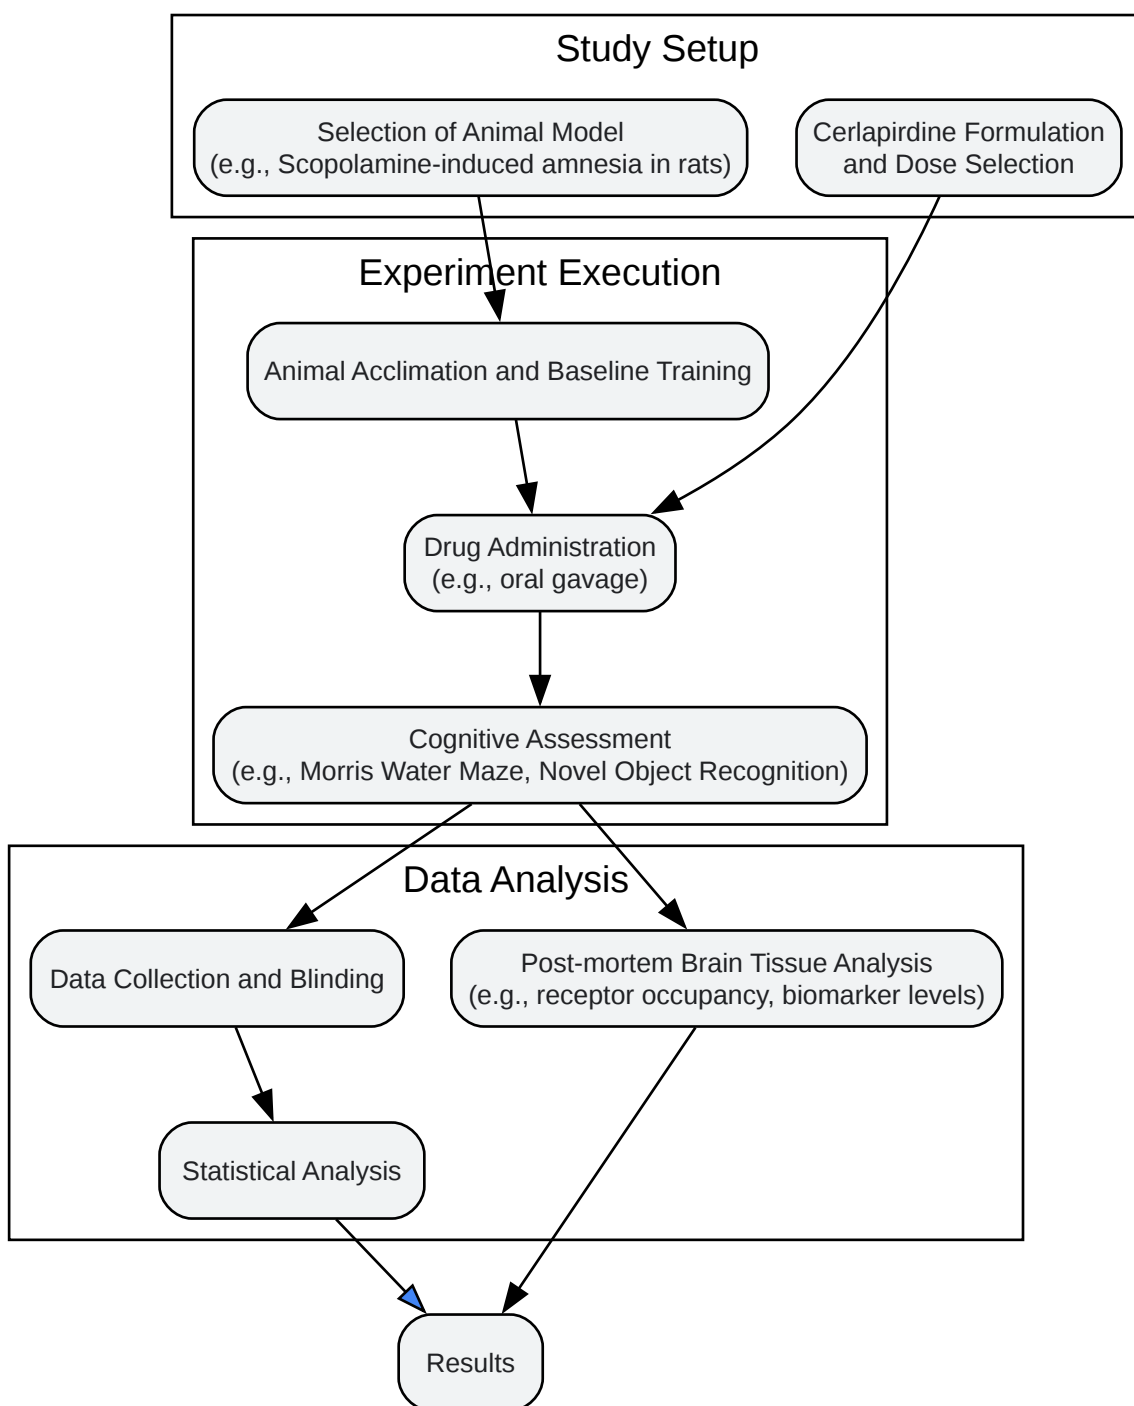 Study Setup
Selection of Animal Model
(e.g., Scopolamine-induced amnesia in rats)
Cerlapirdine Formulation
and Dose Selection
Experiment Execution
Animal Acclimation and Baseline Training
Drug Administration
(e.g., oral gavage)
Cognitive Assessment
(e.g., Morris Water Maze, Novel Object Recognition)
Data Analysis
Data Collection and Blinding
Post-mortem Brain Tissue Analysis
(e.g., receptor occupancy, biomarker levels)
Statistical Analysis
Results